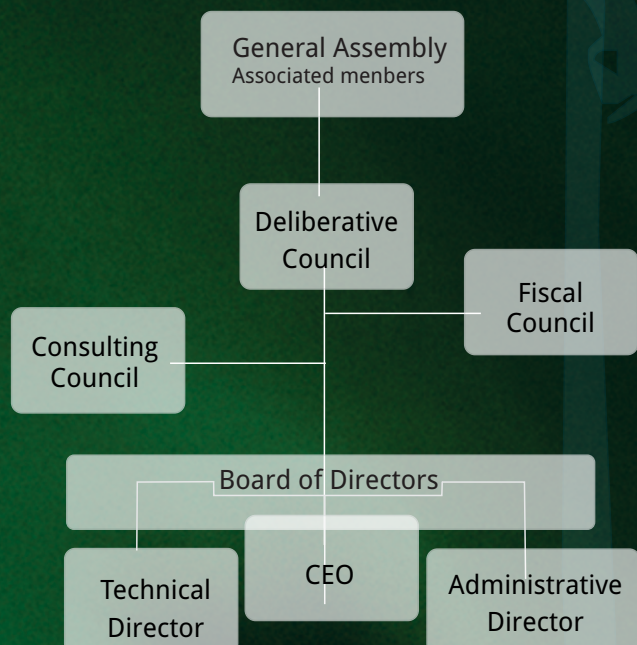 General Assembly
Associated menbers
Deliberative
Council
Fiscal
Council
Consulting
Council
Board of Directors
CEO
Technical
Director
Administrative
Director